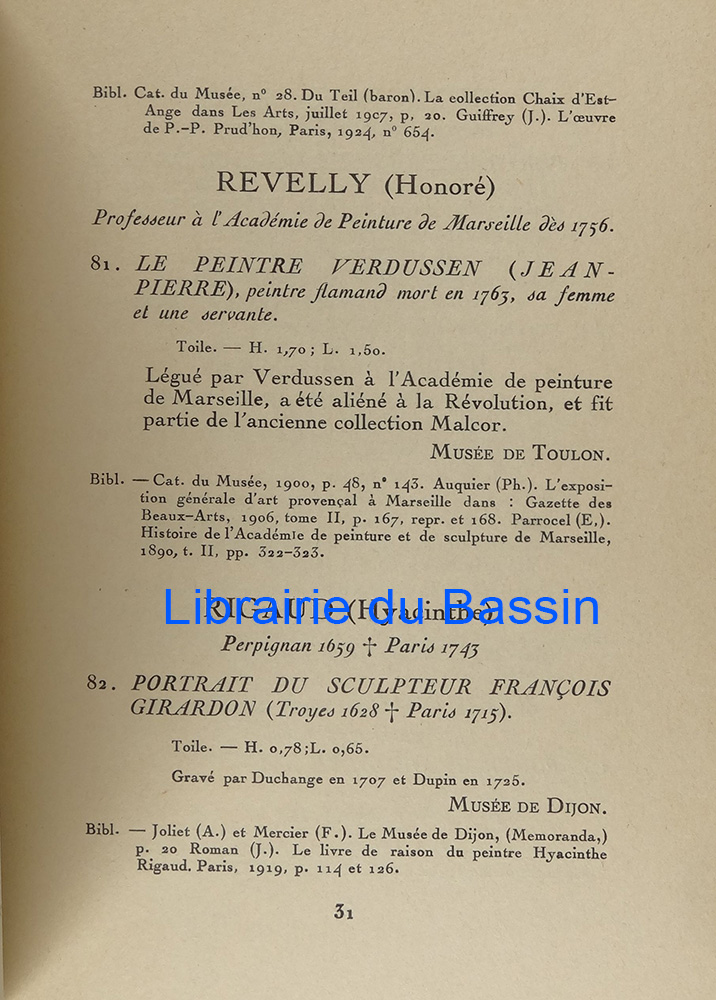 Bibl. Cat. du Musée, nº 28. Du Teil (baron). La collection Chaix d'Est-
Ange dans Les Arts, juillet 1907, p. 20. Guiffrey (J.). L'œuvre
de P.-P. Prud'hon, Paris, 1924, nº 654.
REVELLY (Honoré)
Professeur à l'Académie de Peinture de Marseille dès 1756.
81. LE PEINTRE VERDUSSEN (JEAN-
PIERRE), peintre flamand mort en 1763, sa femme
et une servante.
Toile. — H. 1,70 ; L. 1,50.
Légué par Verdussen à l'Académie de peinture
de Marseille, a été aliéné à la Révolution, et fit
partie de l'ancienne collection Malcor.
MUSÉE DE TOULON.
Bibl. — Cat. du Musée, 1900, p. 48, nº 143. Auquier (Ph.). L'exposi-
tion générale d'art provençal à Marseille dans : Gazette des
Beaux-Arts, 1906, tome II, p. 167, repr. et 168. Parrocel (E,).
Histoire de l'Académie de peinture et de sculpture de Marseille,
1890, t. II, pp. 322-323.
RIGAUD (Hyacinthe)
Librairie du Bassin
Perpignan 1659 † Paris 1743
82. PORTRAIT DU SCULPTEUR FRANÇOIS
GIRARDON (Troyes 1628 † Paris 1715).
Toile. — H. 0,78 ; L. 0,65.
Gravé par Duchange en 1707 et Dupin en 1725.
MUSÉE DE DIJON.
Bibl. — Joliet (A.) et Mercier (F.). Le Musée de Dijon, (Memoranda,)
p. 20 Roman (J.). Le livre de raison du peintre Hyacinthe
Rigaud. Paris, 1919, p. 114 et 126.
31